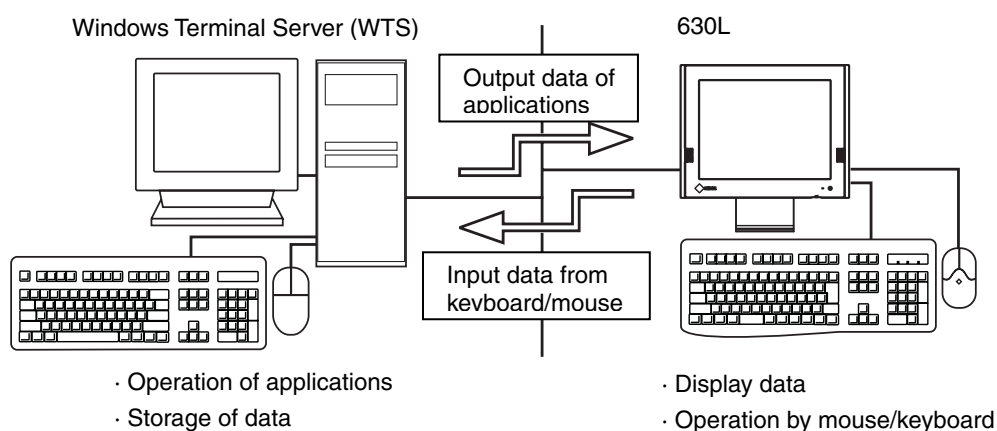 Windows Terminal Server (WTS)
630L
Output data of
applications
Input data from
keyboard/mouse
· Operation of applications
· Storage of data
· Display data
· Operation by mouse/keyboard